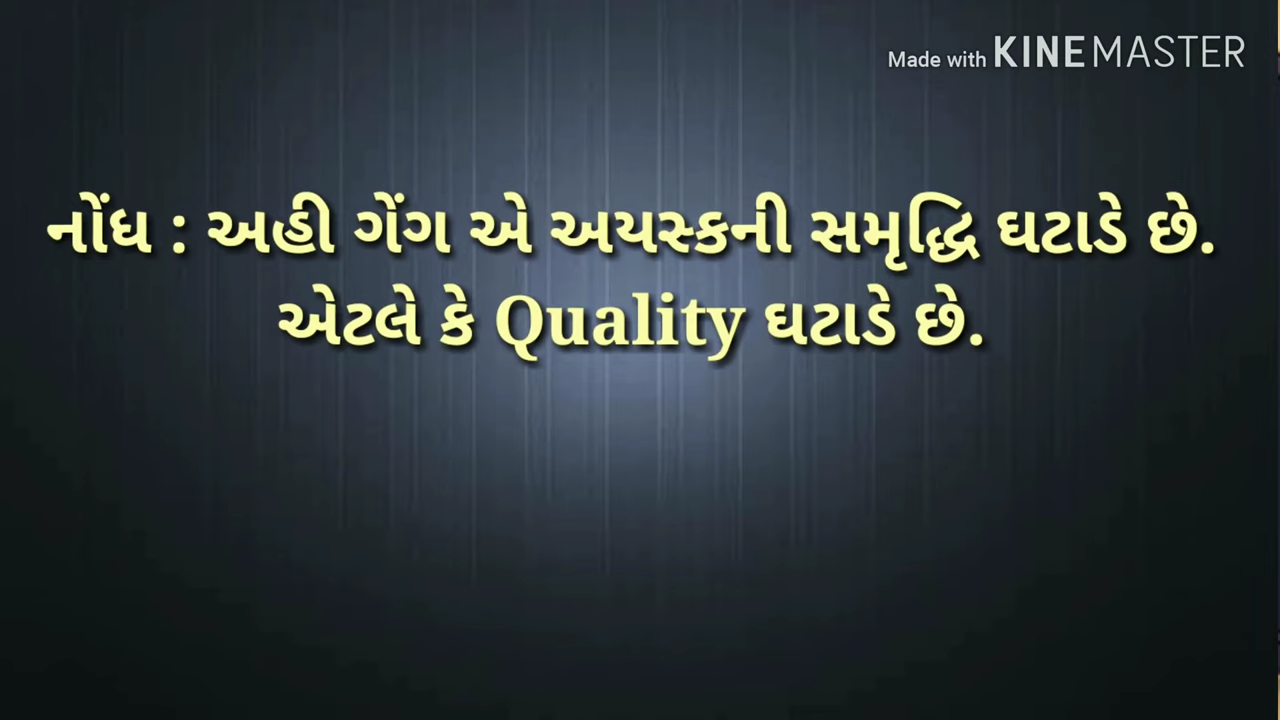 Made with KINEMASTER
નોંધ : અહી ગેંગ એ અયસ્કની સમૃદ્ધિ ઘટાડે છે.
એટલે કે Quality ઘટાડે છે.